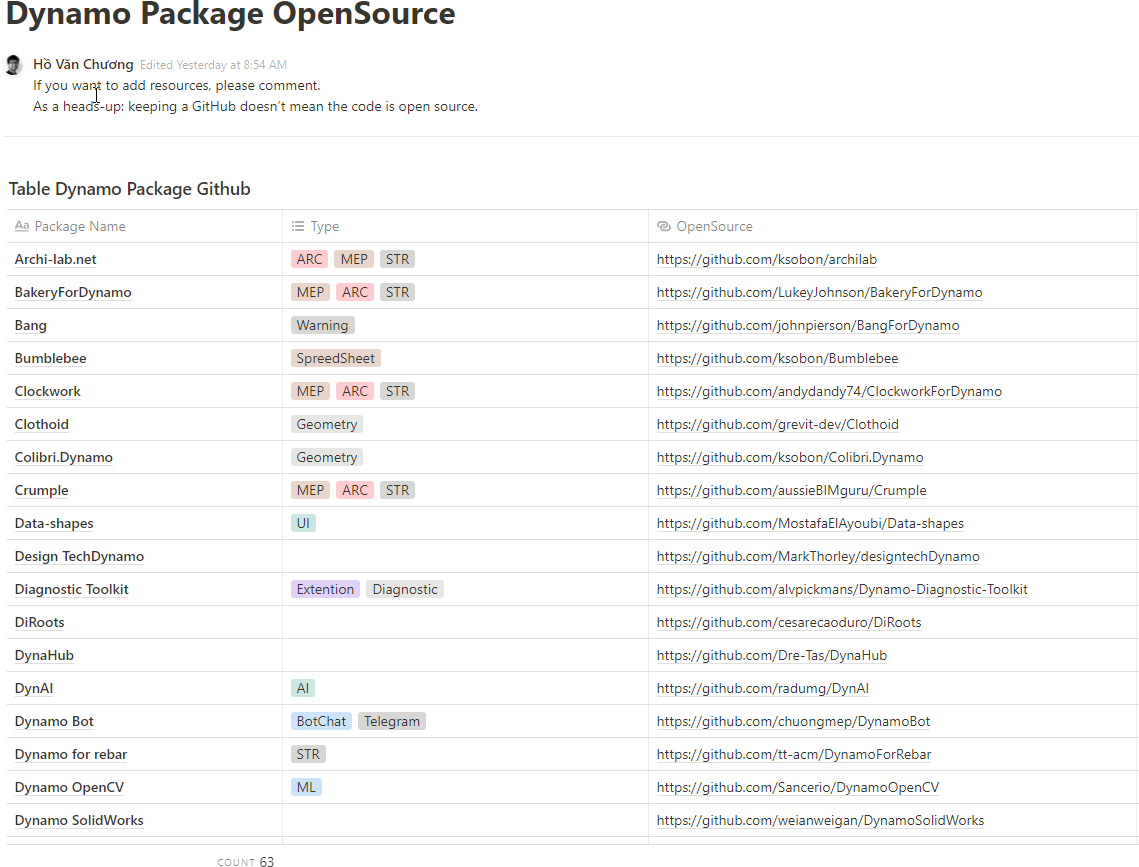 Dynamo Package OpenSource
Hồ Văn Chương Edited Yesterday at 8:54 AM
If you want to add resources, please comment.
As a heads-up: keeping a GitHub doesn't mean the code is open source.
Table Dynamo Package Github
Aa Package Name Type OpenSource
Archi-lab.net ARC MEP STR https://github.com/ksobon/archilab
BakeryForDynamo MEP ARC STR https://github.com/LukeyJohnson/BakeryForDynamo
Bang Warning https://github.com/johnpierson/BangForDynamo
Bumblebee SpreedSheet https://github.com/ksobon/Bumblebee
Clockwork MEP ARC STR https://github.com/andydandy74/ClockworkForDynamo
Clothoid Geometry https://github.com/grevit-dev/Clothoid
Colibri.Dynamo Geometry https://github.com/ksobon/Colibri.Dynamo
Crumple MEP ARC STR https://github.com/aussieBIMguru/Crumple
Data-shapes UI https://github.com/MostafaElAyoubi/Data-shapes
Design TechDynamo https://github.com/MarkThorley/designtechDynamo
Diagnostic Toolkit Extention Diagnostic https://github.com/alvpickmans/Dynamo-Diagnostic-Toolkit
DiRoots https://github.com/cesarecaoduro/DiRoots
DynaHub https://github.com/Dre-Tas/DynaHub
DynAI AI https://github.com/radumg/DynAI
Dynamo Bot BotChat Telegram https://github.com/chuongmep/DynamoBot
Dynamo for rebar STR https://github.com/tt-acm/DynamoForRebar
Dynamo OpenCV ML https://github.com/Sancerio/DynamoOpenCV
Dynamo SolidWorks https://github.com/weianweigan/DynamoSolidWorks
COUNT 63